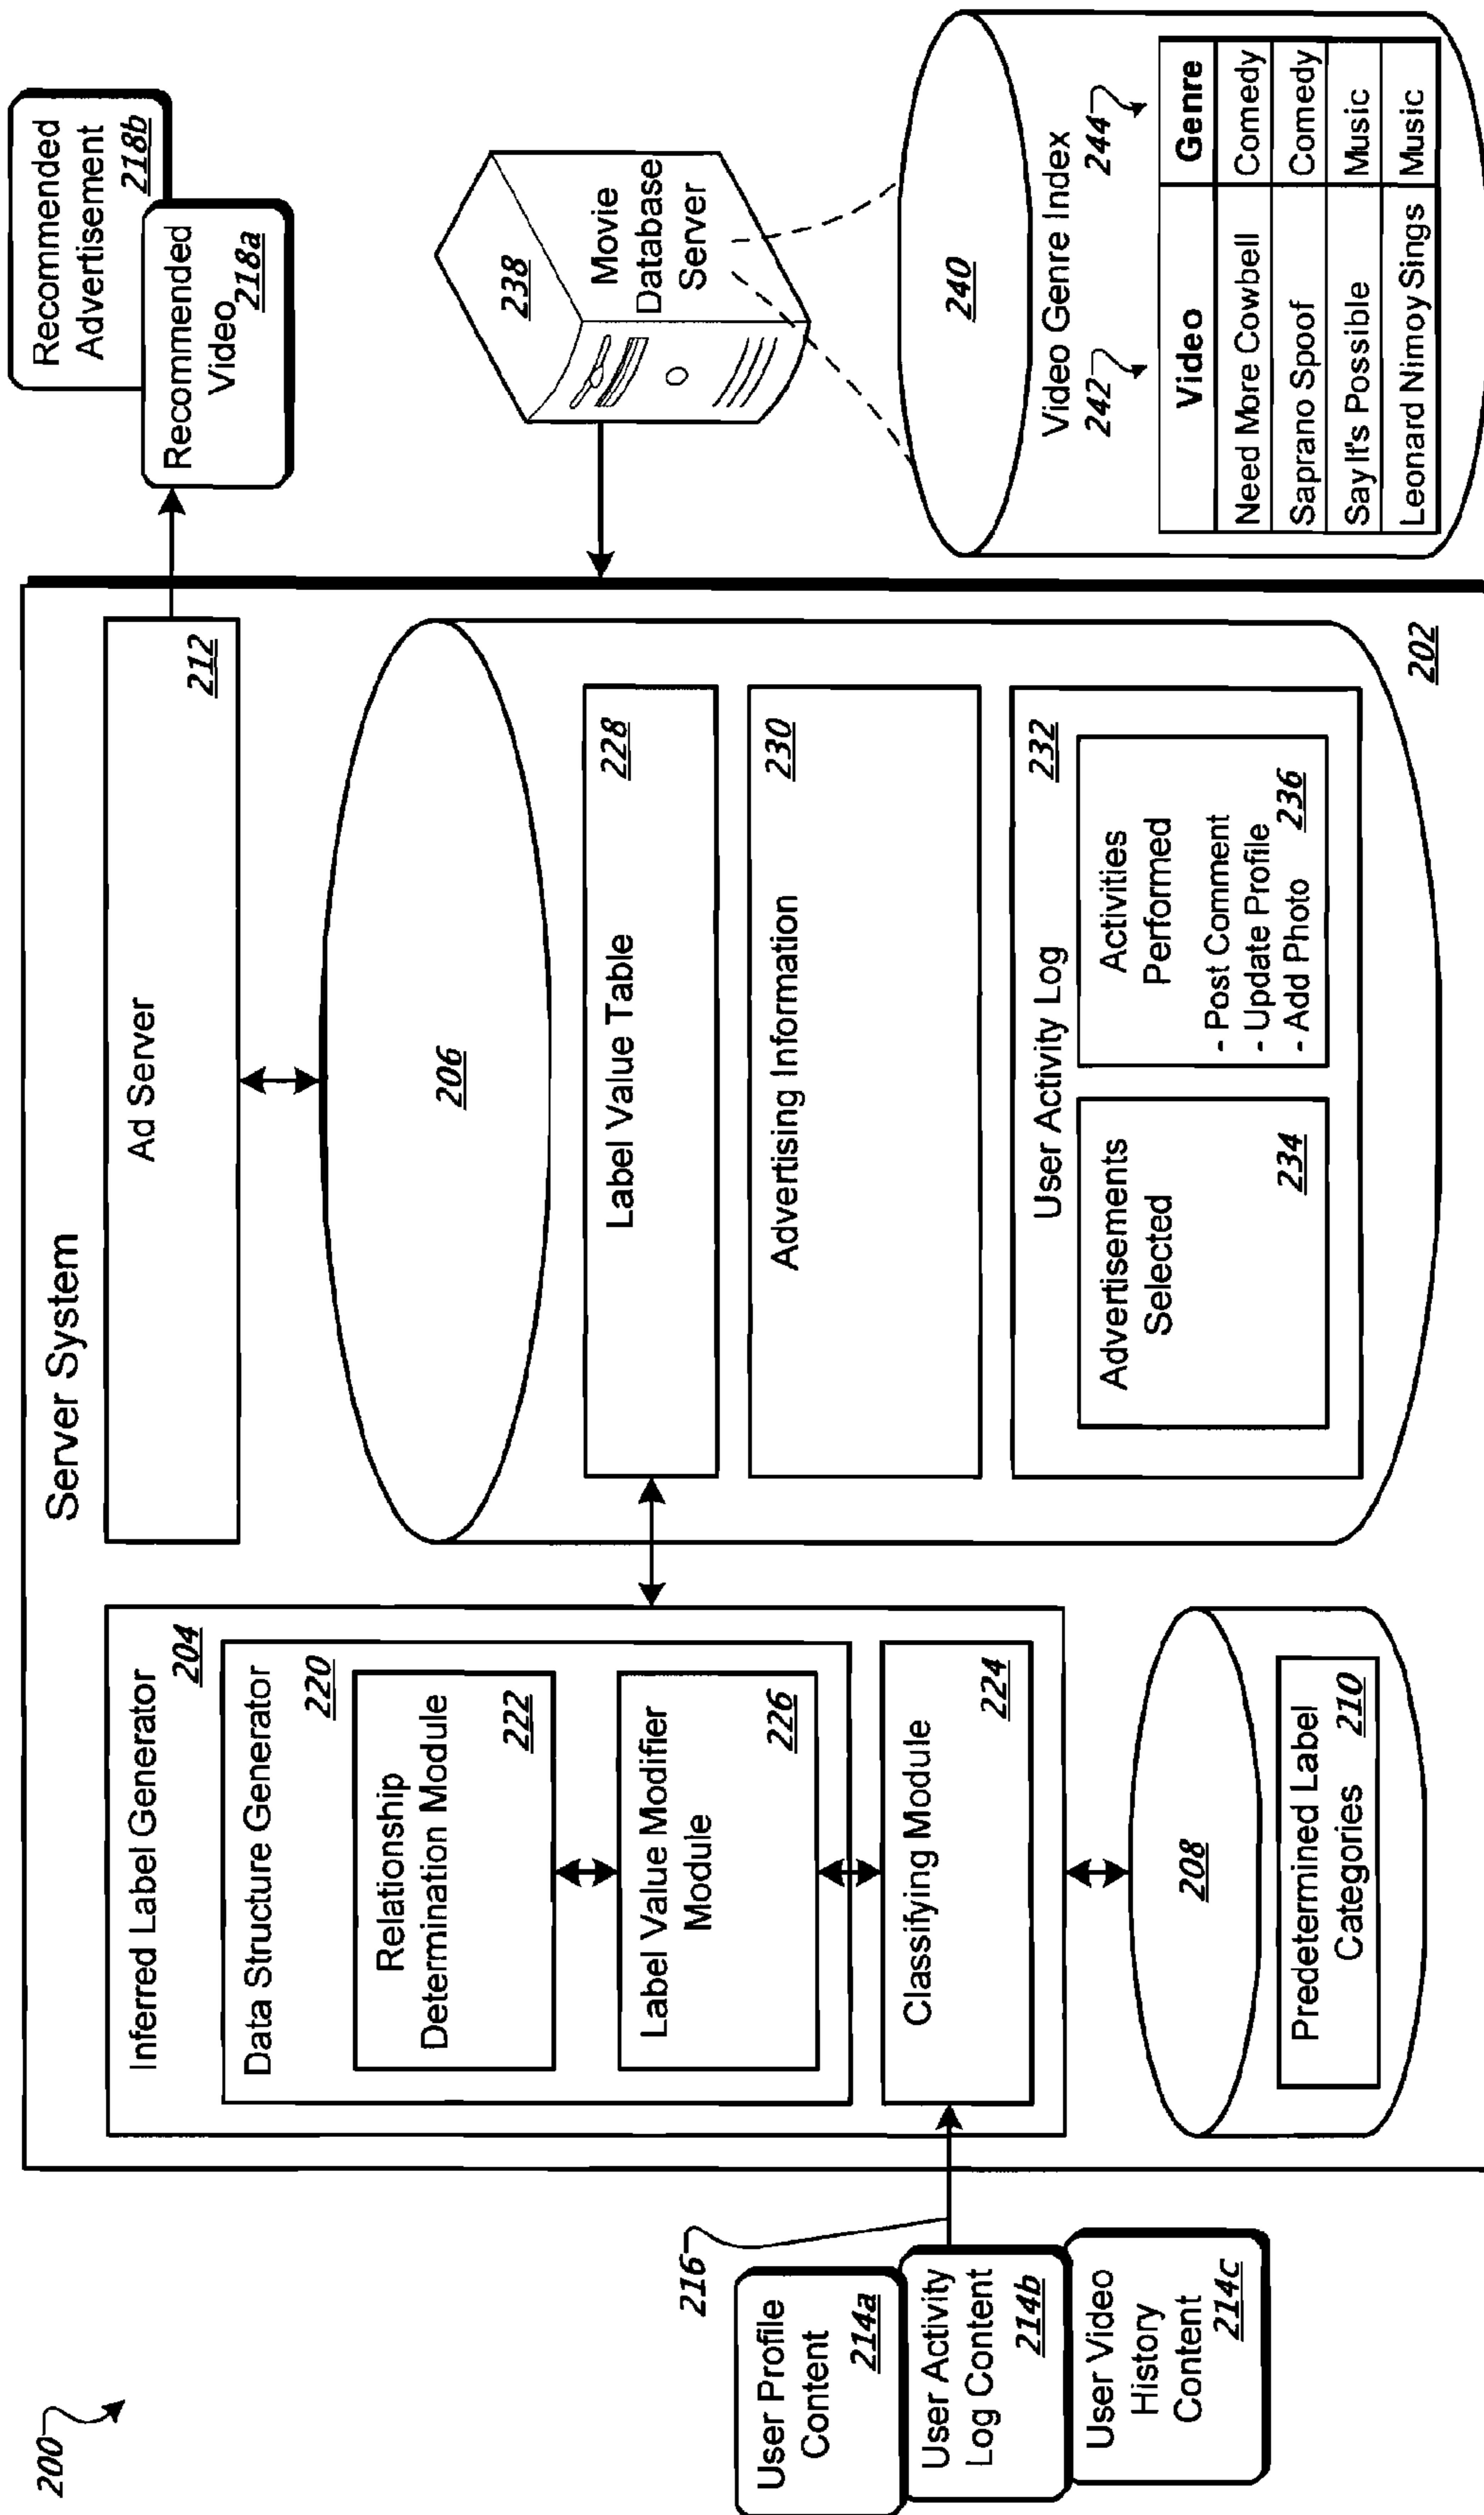 200
216
User Profile
Content
214a
User Activity
Log Content
214b
User Video
History
Content
214c
Server System
Inferred Label Generator
204
Data Structure Generator
220
Relationship
Determination Module
222
Label Value Modifier
Module
226
Classifying Module
224
208
Predetermined Label
Categories
210
Ad Server
212
206
Label Value Table
228
Advertising Information
230
User Activity Log
232
Advertisements
Selected
234
Activities
Performed
- Post Comment
- Update Profile
- Add Photo
236
202
Recommended
Advertisement
218b
Recommended
Video
218a
238
Movie
Database
Server
240
Video Genre Index
242
244
Video Genre
Need More Cowbell Comedy
Saprano Spoof Comedy
Say It's Possible Music
Leonard Nimoy Sings Music